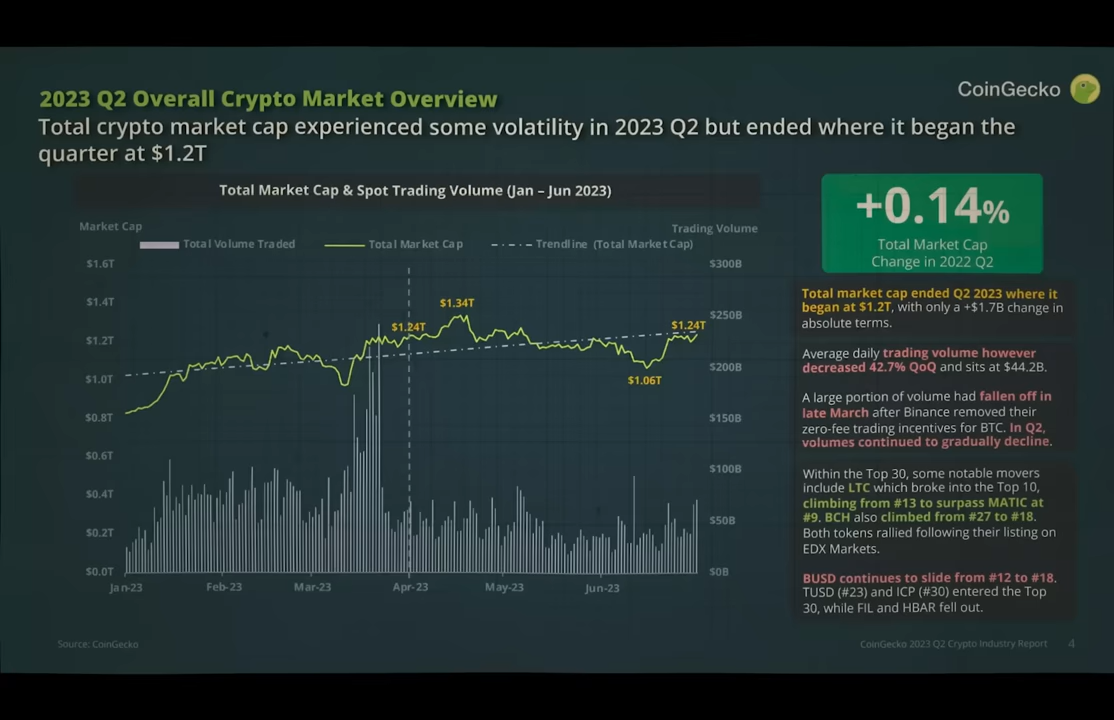 2023 Q2 Overall Crypto Market Overview
CoinGecko
Total crypto market cap experienced some volatility in 2023 Q2 but ended where it began the
quarter at $1.2T
Total Market Cap & Spot Trading Volume (Jan – Jun 2023)
Market Cap
Trading Volume
Total Volume Traded
Total Market Cap
Trendline (Total Market Cap)
$1.6T
$1.4T
$1.2T
$1.0T
$0.8T
$0.6T
$0.4T
$0.2T
$0.0T
$1.24T
$1.34T
$1.06T
$1.24T
$300B
$250B
$200B
$150B
$100B
$50B
$0B
Jan-23
Feb-23
Mar-23
Apr-23
May-23
Jun-23
+0.14%
Total Market Cap
Change in 2022 Q2
Total market cap ended Q2 2023 where it
began at $1.2T, with only a +$1.7B change in
absolute terms.
Average daily trading volume however
decreased 42.7% QoQ and sits at $44.2B.
A large portion of volume had fallen off in
late March after Binance removed their
zero-fee trading incentives for BTC. In Q2,
volumes continued to gradually decline.
Within the Top 30, some notable movers
include LTC which broke into the Top 10,
climbing from #13 to surpass MATIC at
#9. BCH also climbed from #27 to #18.
Both tokens rallied following their listing on
EDX Markets.
BUSD continues to slide from #12 to #18.
TUSD (#23) and ICP (#30) entered the Top
30, while FIL and HBAR fell out.
Source: CoinGecko
CoinGecko 2023 Q2 Crypto Industry Report
4